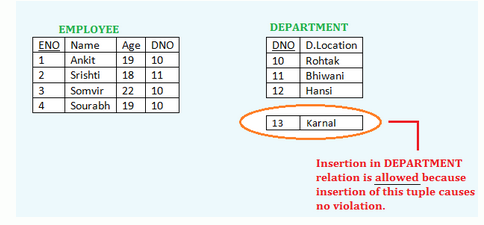 EMPLOYEE
ENO Name Age DNO
1 Ankit 19 10
2 Srishti 18 11
3 Somvir 22 10
4 Sourabh 19 10
DEPARTMENT
DNO D.Location
10 Rohtak
11 Bhiwani
12 Hansi
13 Karnal
Insertion in DEPARTMENT
relation is allowed because
insertion of this tuple causes
no violation.